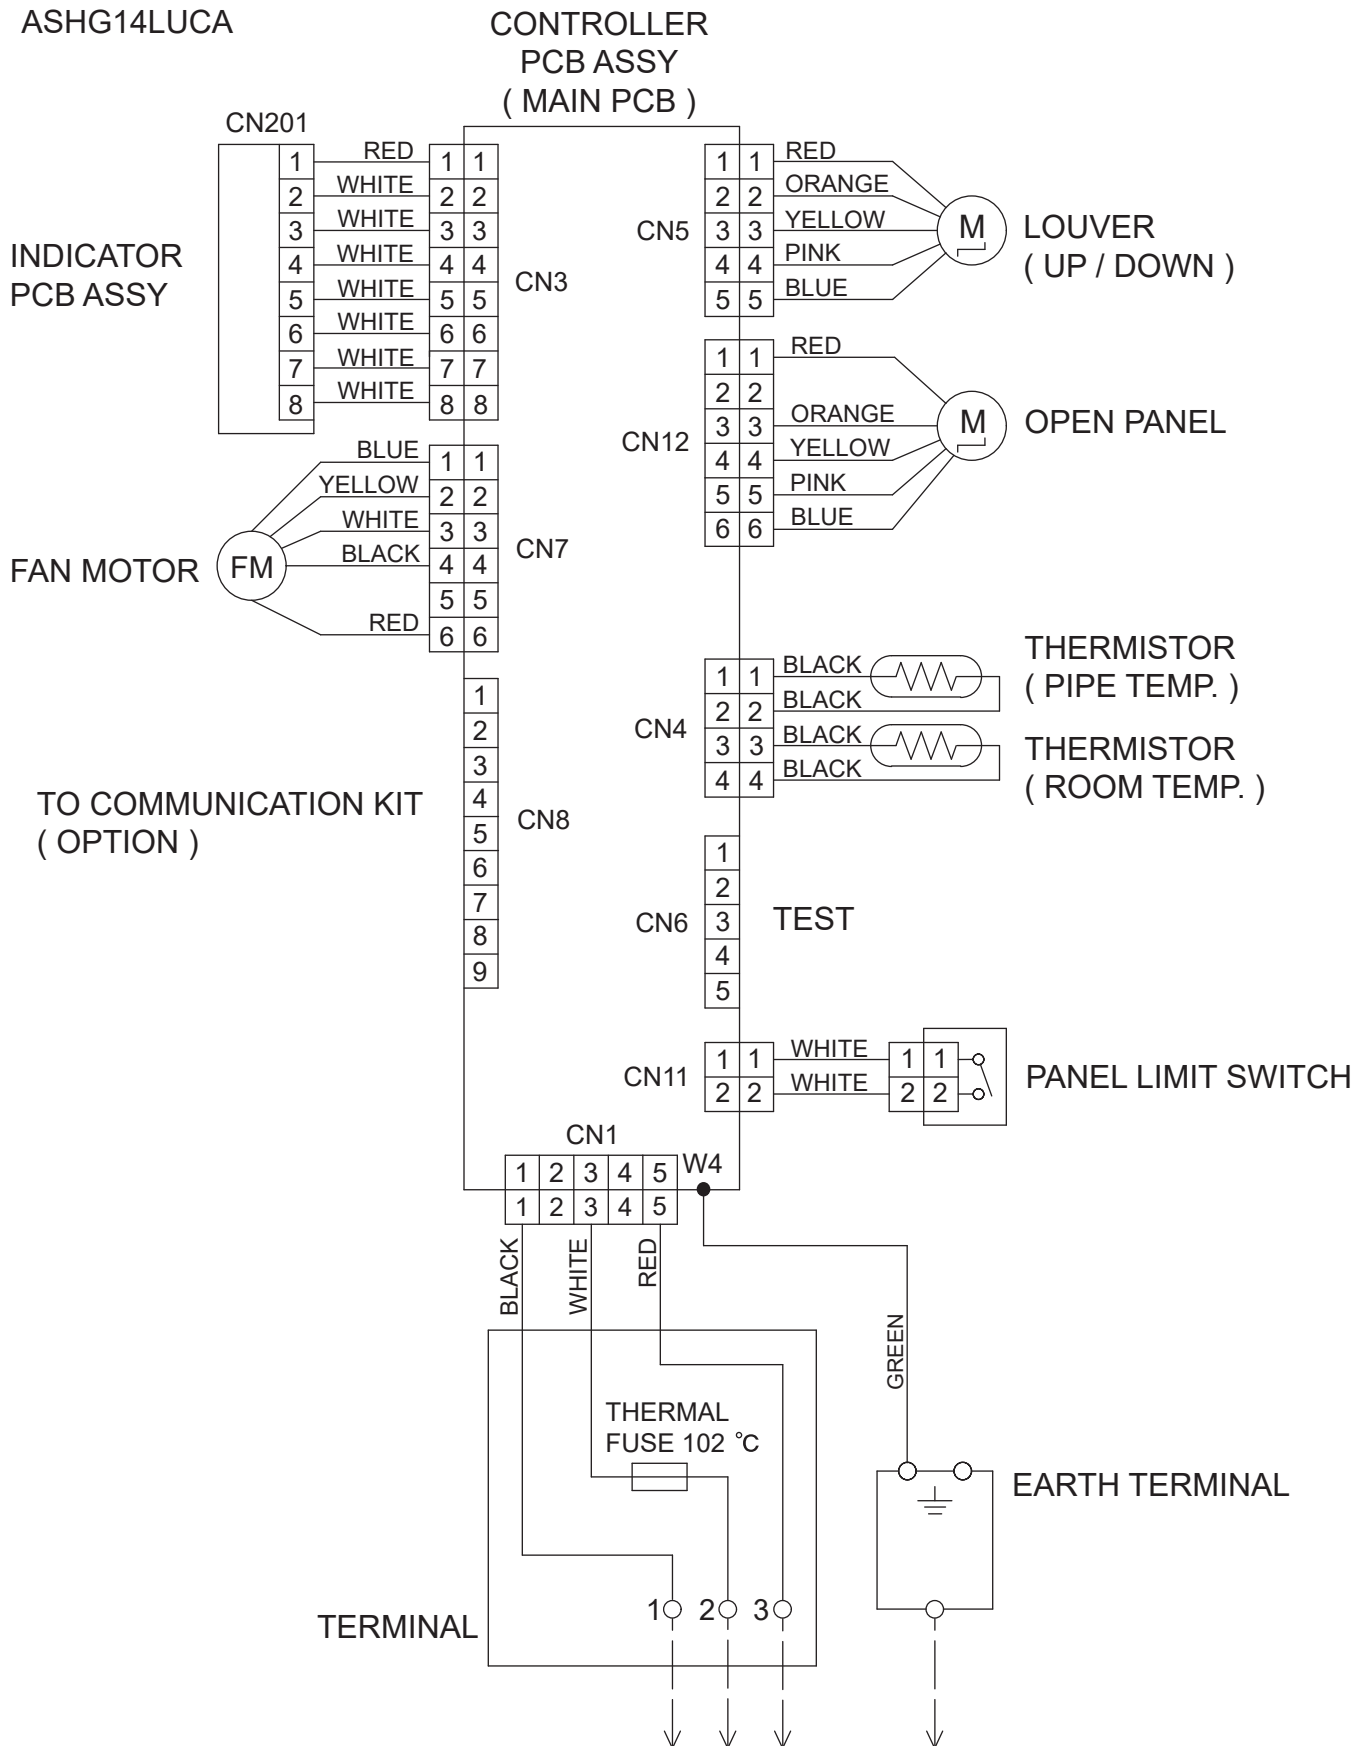 ASHG14LUCA
CONTROLLER
PCB ASSY
( MAIN PCB )
CN201
1 RED 1 1
2 WHITE 2 2
3 WHITE 3 3
4 WHITE 4 4
5 WHITE 5 5
6 WHITE 6 6
7 WHITE 7 7
8 WHITE 8 8
INDICATOR
PCB ASSY
CN3
1 1 RED
2 2 ORANGE
3 3 YELLOW
4 4 PINK
5 5 BLUE
CN5
M
LOUVER
( UP / DOWN )
1 1 RED
2 2
3 3 ORANGE
4 4 YELLOW
5 5 PINK
6 6 BLUE
CN12
M
OPEN PANEL
BLUE 1 1
YELLOW 2 2
WHITE 3 3
BLACK 4 4
5 5
RED 6 6
FAN MOTOR
FM
CN7
1 1 BLACK
2 2 BLACK
3 3 BLACK
4 4 BLACK
CN4
THERMISTOR
( PIPE TEMP. )
THERMISTOR
( ROOM TEMP. )
1
2
3
4
5
6
7
8
9
TO COMMUNICATION KIT
( OPTION )
CN8
1
2
3
4
5
CN6
TEST
1 1 WHITE 1 1
2 2 WHITE 2 2
CN11
PANEL LIMIT SWITCH
CN1
1 2 3 4 5
1 2 3 4 5
W4
BLACK
WHITE
RED
GREEN
THERMAL
FUSE 102 ℃
EARTH TERMINAL
1 2 3
TERMINAL